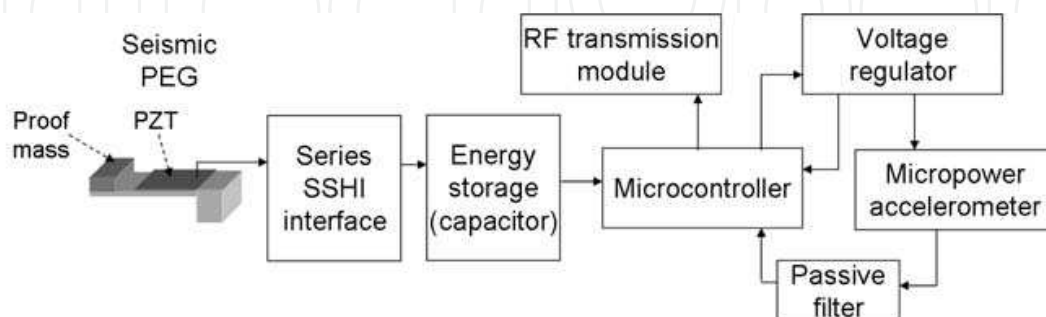 Seismic
PEG
Proof
mass
PZT
Series
SSHI
interface
Energy
storage
(capacitor)
RF transmission
module
Microcontroller
Voltage
regulator
Micropower
accelerometer
Passive
filter